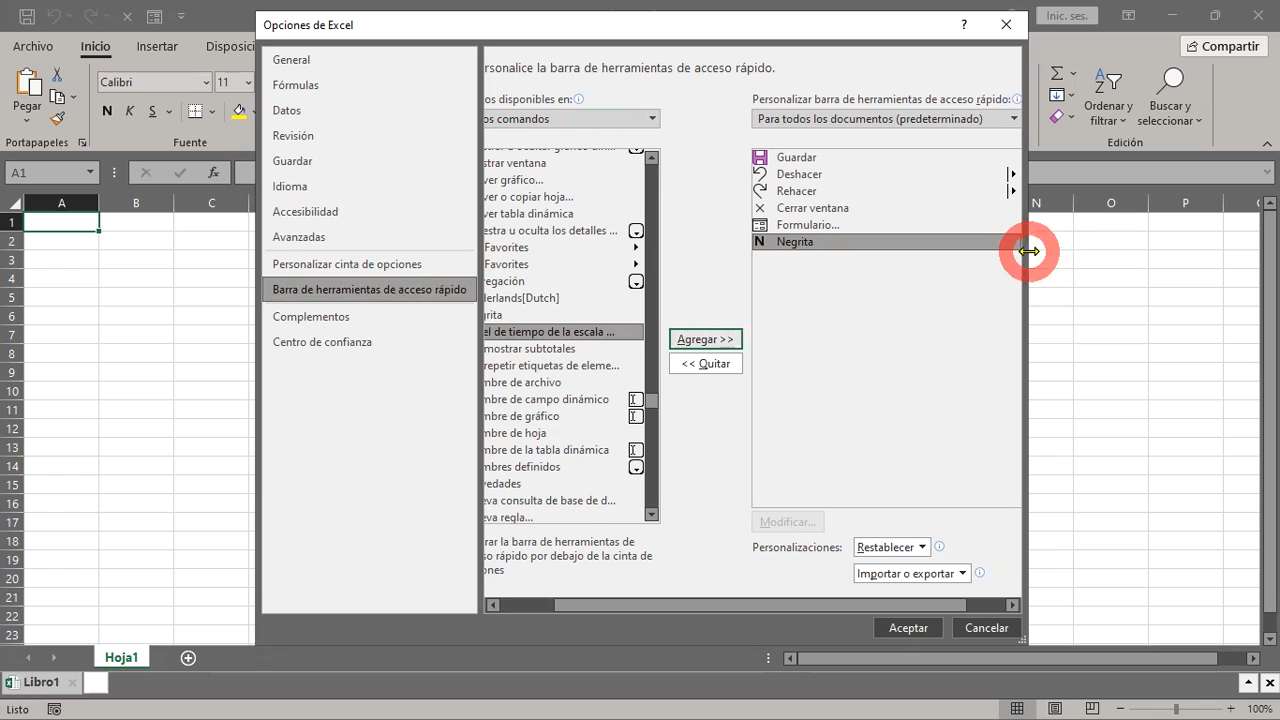 Opciones de Excel
?
Inic. ses.
Archivo
Inicio
Insertar
Disposici
Compartir
Pegar
Calibri
11
N
K
S
Portapapeles
Fuente
Ordenar y
filtrar
Buscar y
seleccionar
Edición
A1
fx
General
Fórmulas
Datos
Revisión
Guardar
Idioma
Accesibilidad
Avanzadas
Personalizar cinta de opciones
Barra de herramientas de acceso rápido
Complementos
Centro de confianza
rsonalice la barra de herramientas de acceso rápido.
os disponibles en:
os comandos
strar ventana
ver gráfico...
ver o copiar hoja...
ver tabla dinámica
estra u oculta los detalles ...
Favorites
Favorites
vegación
derlands[Dutch]
grita
el de tiempo de la escala ...
mostrar subtotales
repetir etiquetas de eleme...
mbre de archivo
mbre de campo dinámico
mbre de gráfico
mbre de hoja
mbre de la tabla dinámica
mbres definidos
vedades
eva consulta de base de d...
eva regla...
rar la barra de herramientas de
so rápido por debajo de la cinta de
ones
Agregar >>
<< Quitar
Personalizar barra de herramientas de acceso rápido:
Para todos los documentos (predeterminado)
Guardar
Deshacer
Rehacer
Cerrar ventana
Formulario...
N Negrita
Modificar...
Personalizaciones:
Restablecer
Importar o exportar
Aceptar
Cancelar
A
B
C
N
O
P
1
2
3
4
5
6
7
8
9
10
11
12
13
14
15
16
17
18
19
20
21
22
23
Hoja1
Libro1
Listo
100%